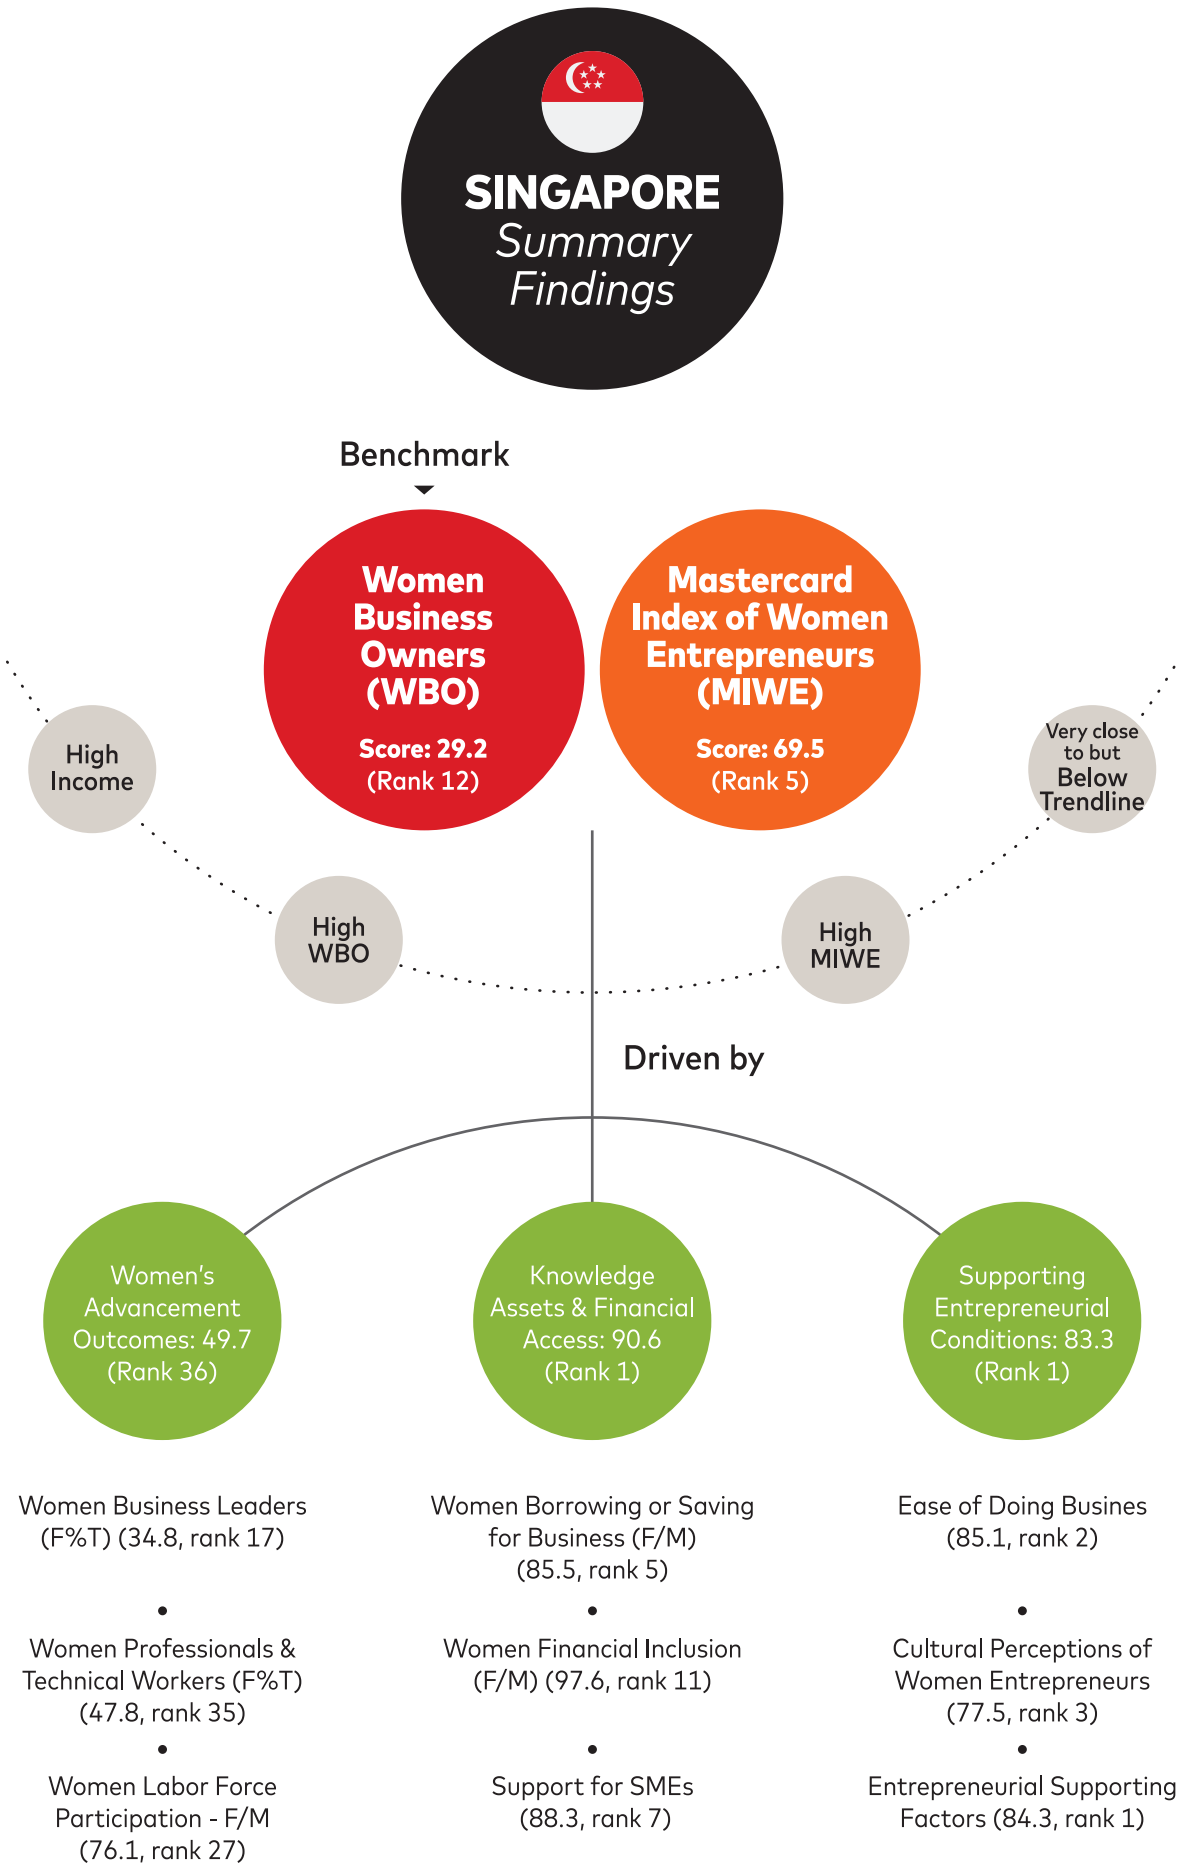 SINGAPORE
Summary
Findings
Benchmark
Women
Business
Owners
(WBO)
Score: 29.2
(Rank 12)
Mastercard
Index of Women
Entrepreneurs
(MIWE)
Score: 69.5
(Rank 5)
High
Income
High
WBO
High
MIWE
Very close
to but
Below
Trendline
Driven by
Women's
Advancement
Outcomes: 49.7
(Rank 36)
Knowledge
Assets & Financial
Access: 90.6
(Rank 1)
Supporting
Entrepreneurial
Conditions: 83.3
(Rank 1)
Women Business Leaders
(F%T) (34.8, rank 17)
Women Professionals &
Technical Workers (F%T)
(47.8, rank 35)
Women Labor Force
Participation - F/M
(76.1, rank 27)
Women Borrowing or Saving
for Business (F/M)
(85.5, rank 5)
Women Financial Inclusion
(F/M) (97.6, rank 11)
Support for SMEs
(88.3, rank 7)
Ease of Doing Busines
(85.1, rank 2)
Cultural Perceptions of
Women Entrepreneurs
(77.5, rank 3)
Entrepreneurial Supporting
Factors (84.3, rank 1)